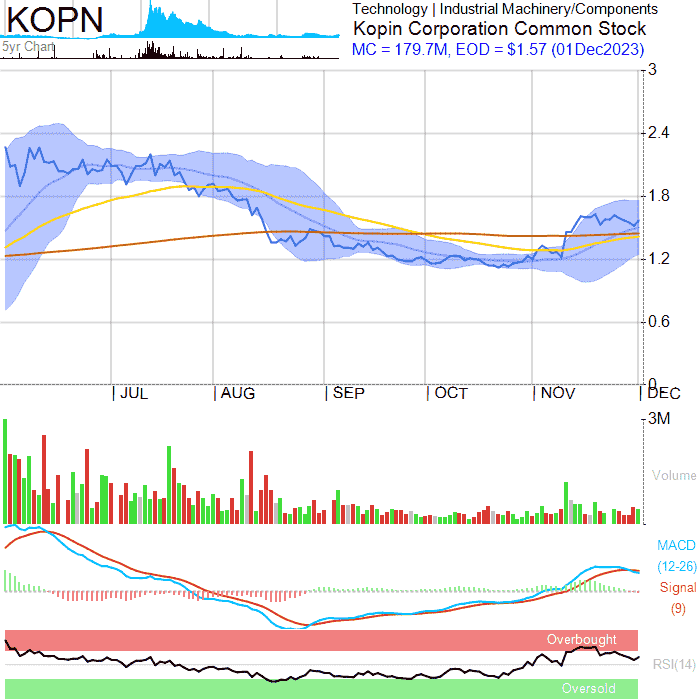 KOPN
5yr Chart
Technology | Industrial Machinery/Components
Kopin Corporation Common Stock
MC = 179.7M, EOD = $1.57 (01Dec2023)
3
2.4
1.8
1.2
0.6
0
JUL AUG SEP OCT NOV DEC
3M
Volume
MACD
(12-26)
Signal
(9)
Overbought
RSI(14)
Oversold